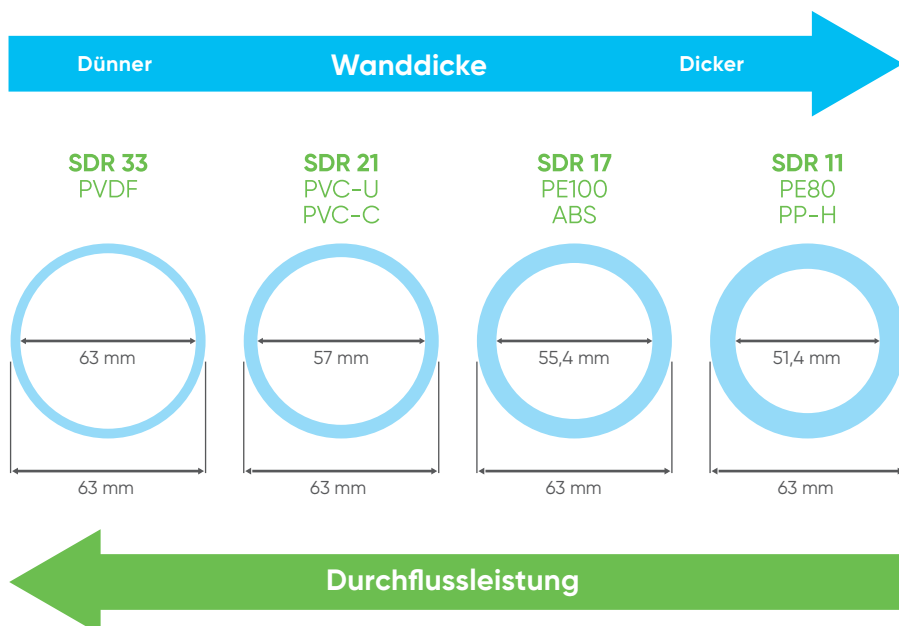 Dünner Wanddicke Dicker
SDR 33
PVDF
SDR 21
PVC-U
PVC-C
SDR 17
PE100
ABS
SDR 11
PE80
PP-H
63 mm
57 mm
55,4 mm
51,4 mm
63 mm
63 mm
63 mm
63 mm
Durchflussleistung